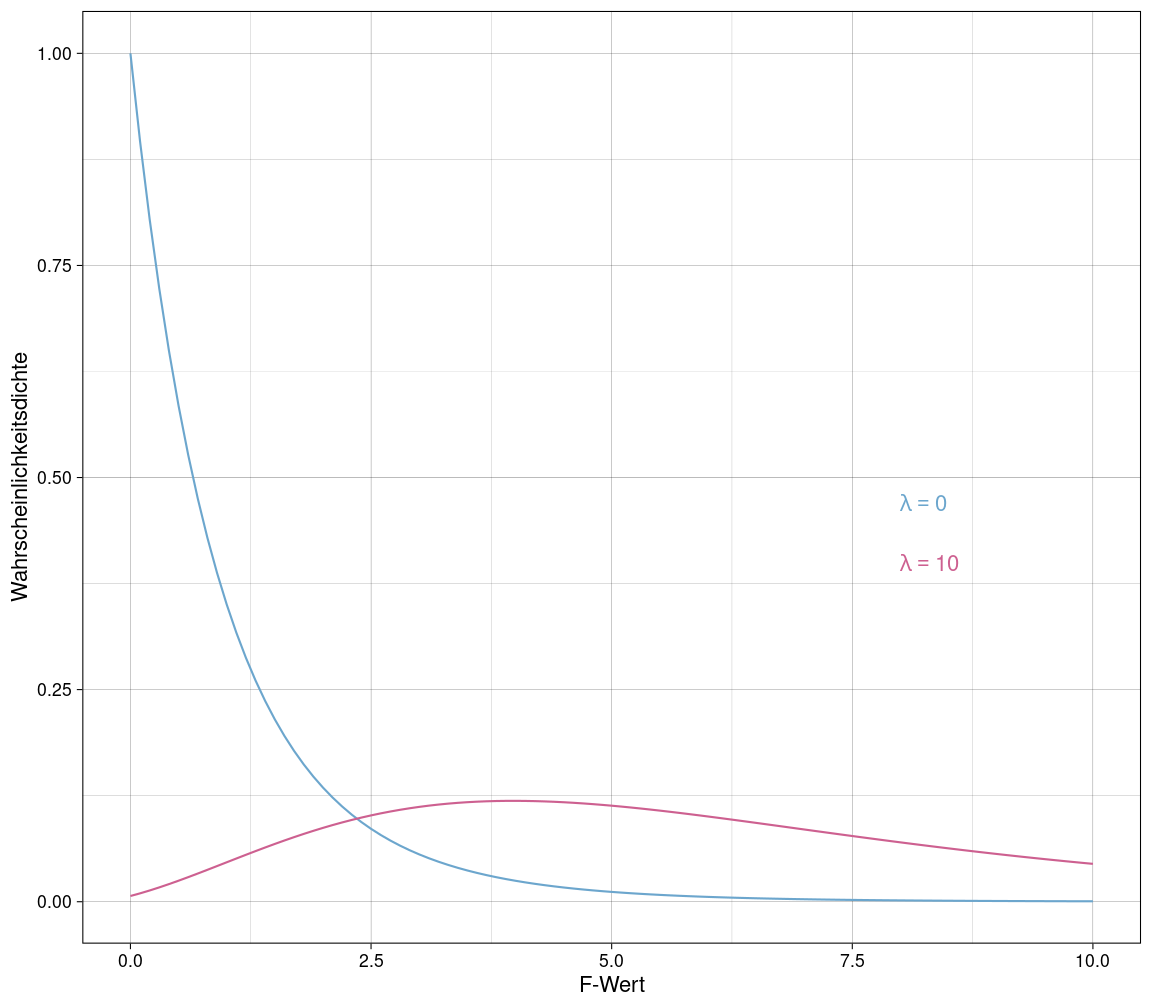 Wahrscheinlichkeitsdichte
1.00
0.75
0.50
0.25
0.00
λ = 0
λ = 10
0.0
2.5
5.0
7.5
10.0
F-Wert